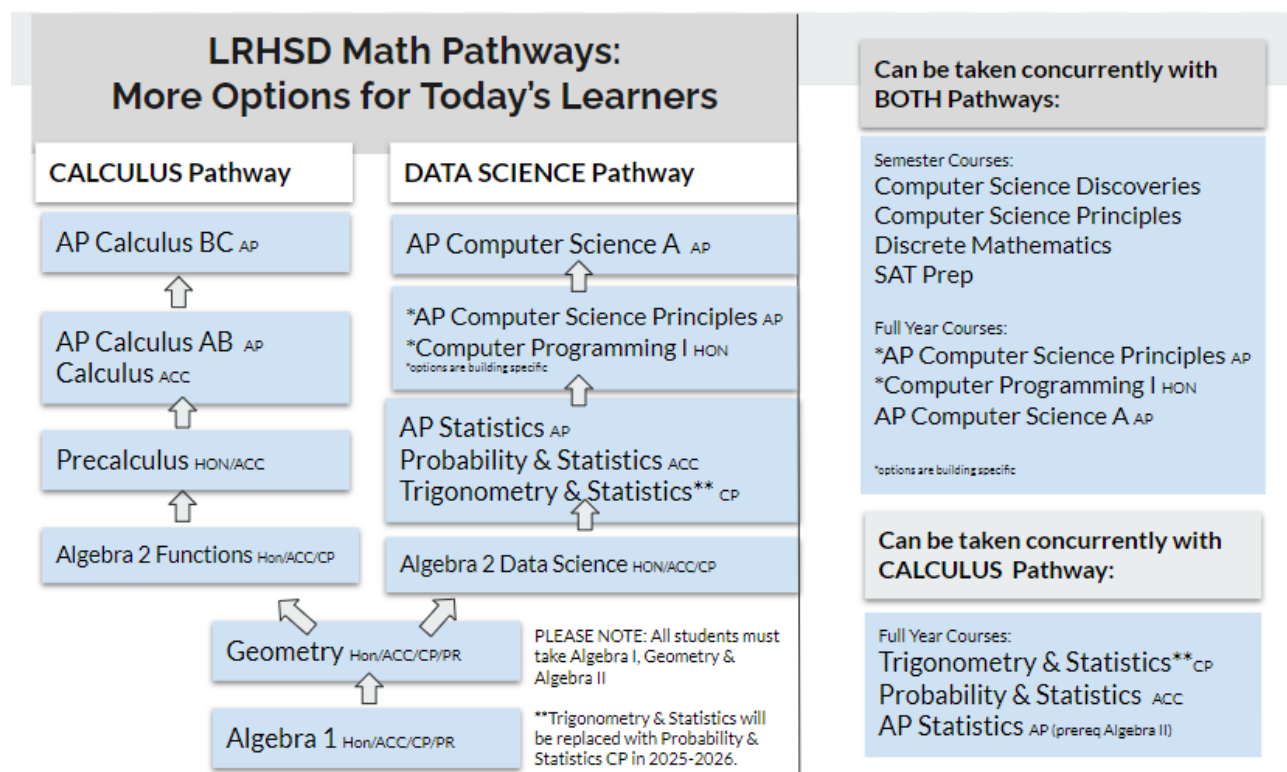 LRHSD Math Pathways:
More Options for Today's Learners
CALCULUS Pathway
AP Calculus BC AP
AP Calculus AB AP
Calculus ACC
Precalculus HON/ACC
Algebra 2 Functions Hon/ACC/CP
DATA SCIENCE Pathway
AP Computer Science A AP
*AP Computer Science Principles AP
*Computer Programming I HON
*options are building specific
AP Statistics AP
Probability & Statistics ACC
Trigonometry & Statistics** CP
Algebra 2 Data Science HON/ACC/CP
Geometry Hon/ACC/CP/PR
Algebra 1 Hon/ACC/CP/PR
PLEASE NOTE: All students must
take Algebra I, Geometry &
Algebra II
**Trigonometry & Statistics will
be replaced with Probability &
Statistics CP in 2025-2026.
Can be taken concurrently with
BOTH Pathways:
Semester Courses:
Computer Science Discoveries
Computer Science Principles
Discrete Mathematics
SAT Prep
Full Year Courses:
*AP Computer Science Principles AP
*Computer Programming I HON
AP Computer Science A AP
*options are building specific
Can be taken concurrently with
CALCULUS Pathway:
Full Year Courses:
Trigonometry & Statistics**CP
Probability & Statistics ACC
AP Statistics AP (prereq Algebra II)